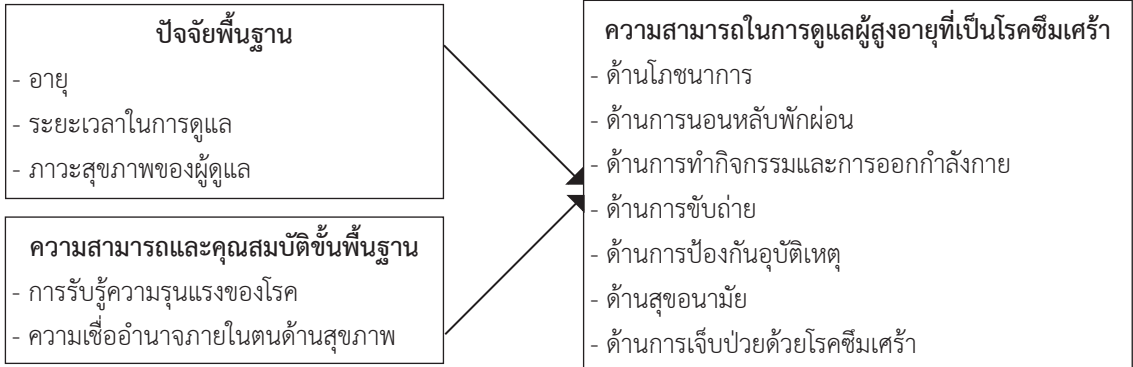 ปัจจัยพื้นฐาน
- อายุ
- ระยะเวลาในการดูแล
- ภาวะสุขภาพของผู้ดูแล
ความสามารถและคุณสมบัติขั้นพื้นฐาน
- การรับรู้ความรุนแรงของโรค
- ความเชื่ออำนาจภายในตนด้านสุขภาพ
ความสามารถในการดูแลผู้สูงอายุที่เป็นโรคซึมเศร้า
- ด้านโภชนาการ
- ด้านการนอนหลับพักผ่อน
- ด้านการทำกิจกรรมและการออกกำลังกาย
- ด้านการขับถ่าย
- ด้านการป้องกันอุบัติเหตุ
- ด้านสุขอนามัย
- ด้านการเจ็บป่วยด้วยโรคซึมเศร้า